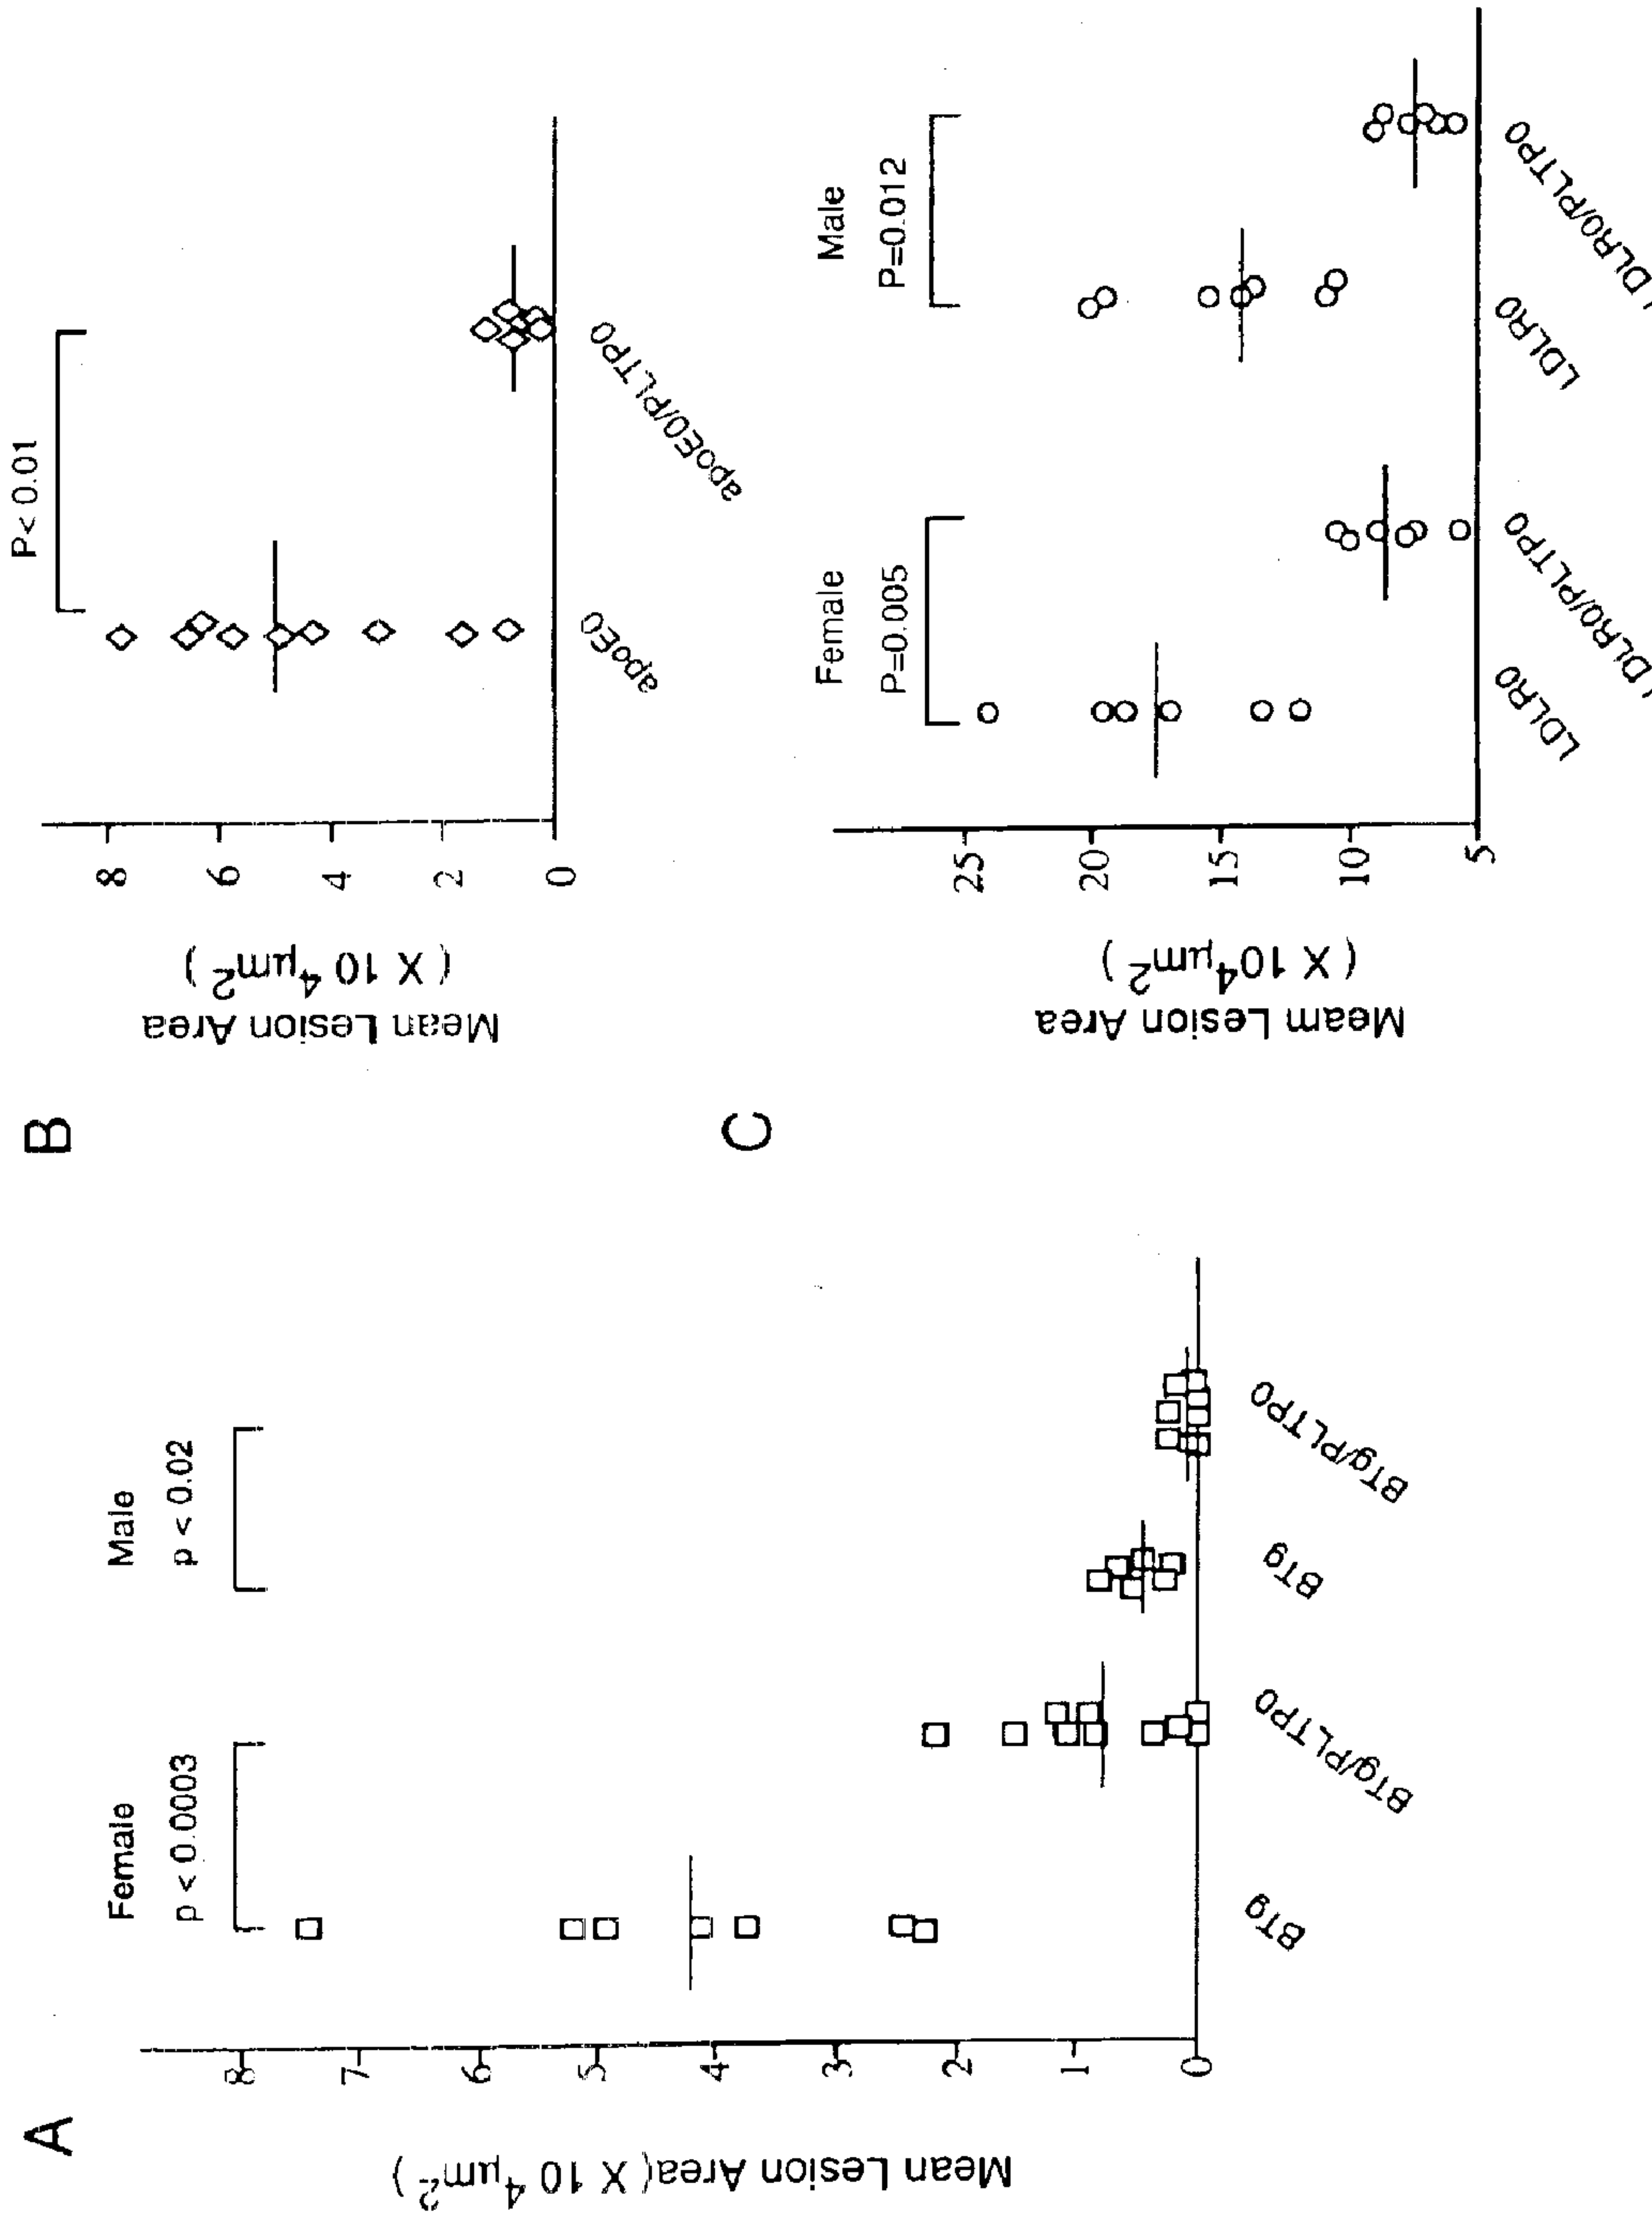 A
Mean Lesion Area( X 10 4µm2 )
8
7
6
5
4
3
2
1
0
Female
p < 0.0003
Male
p < 0.02
BTg
BTg/PLTP0
BTg
BTg/PLTP0
B
Mean Lesion Area
( X 10 4µm2 )
8
6
4
2
0
P< 0.01
apoE0
apoE0/PLTP0
C
Meam Lesion Area
( X 104µm2 )
25
20
15
10
5
Female
P=0.005
Male
P=0.012
LDLR0
LDLR0/PLTP0
LDLR0
LDLR0/PLTP0